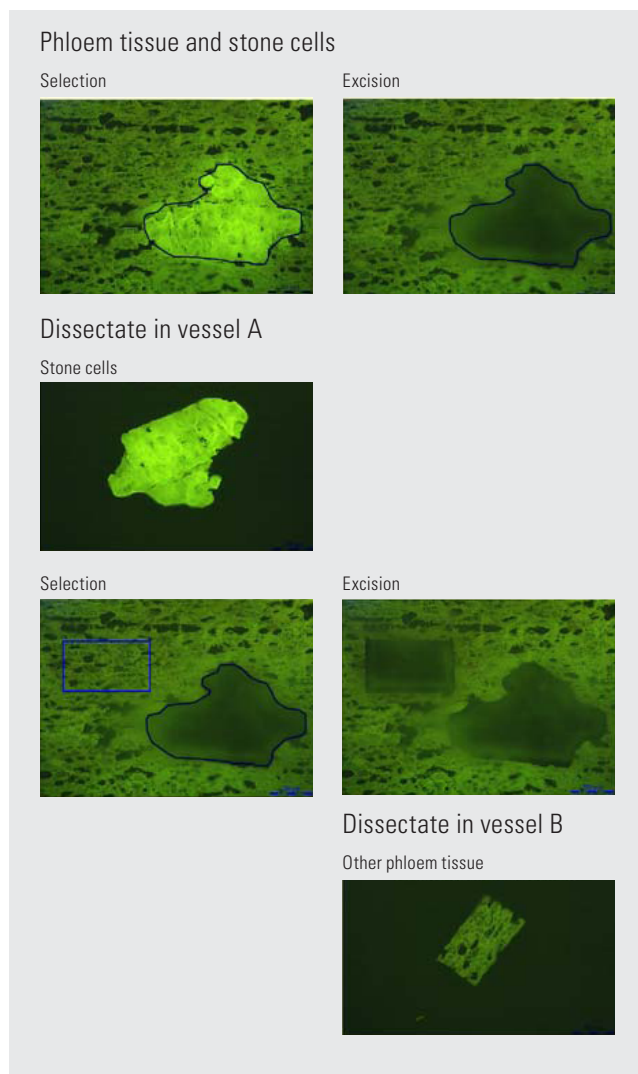 Phloem tissue and stone cells
Selection
Excision
Dissectate in vessel A
Stone cells
Selection
Excision
Dissectate in vessel B
Other phloem tissue